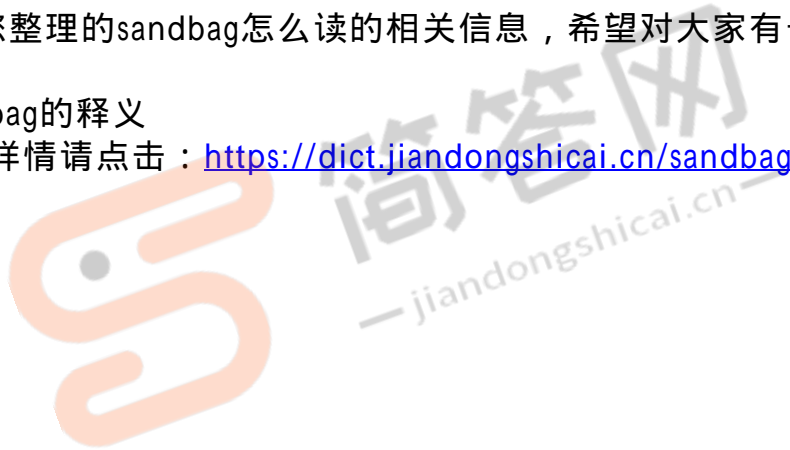 整理的sandbag怎么读的相关信息，希望对大家有
bag的释义
详情请点击：https://dict.jiandongshicai.cn/sandbag
简答网
jiandongshicai.cn